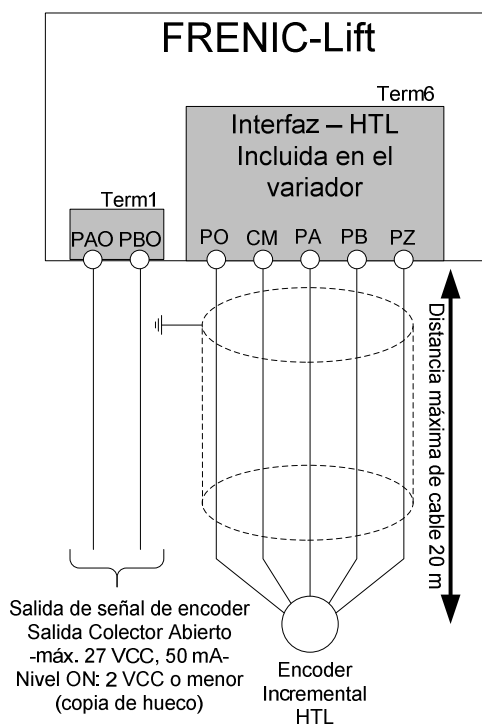 FRENIC-Lift
Term6
Interfaz – HTL
Incluida en el
variador
Term1
PAO PBO
PO CM PA PB PZ
Distancia máxima de cable 20 m
Salida de señal de encoder
Salida Colector Abierto
-máx. 27 VCC, 50 mA-
Nivel ON: 2 VCC o menor
(copia de hueco)
Encoder
Incremental
HTL